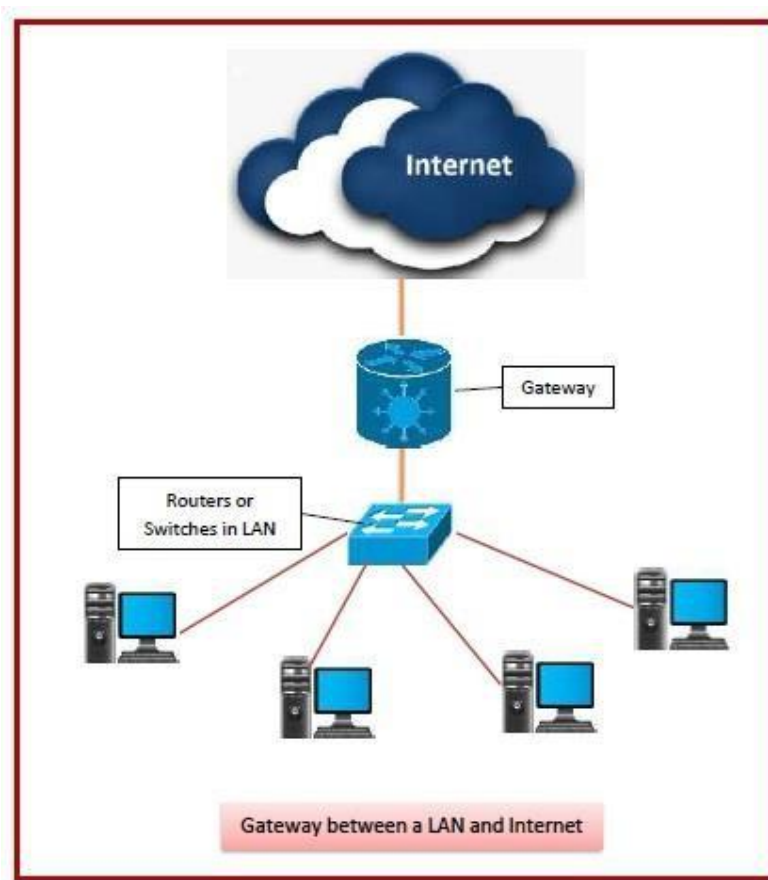 Internet
Gateway
Routers or
Switches in LAN
Gateway between a LAN and Internet